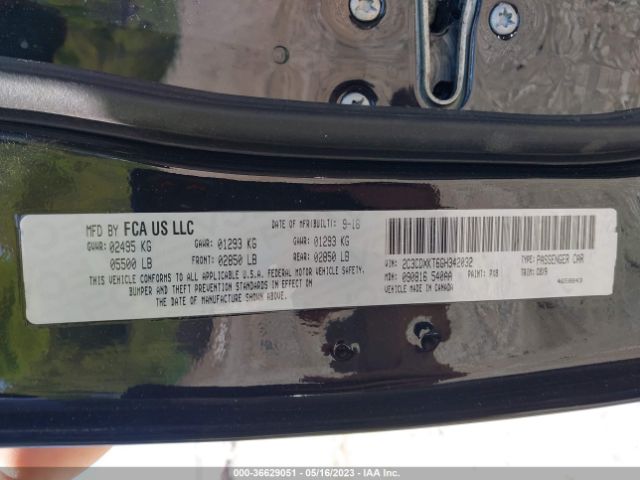 MFD BY FCA US LLC
DATE OF MFR(BUILT): 9-16
GVWR: 02495 KG GAWR: 01293 KG GAWR: 01293 KG
05500 LB FRONT: 02850 LB REAR: 02850 LB
THIS VEHICLE CONFORMS TO ALL APPLICABLE U.S.A. FEDERAL MOTOR VEHICLE SAFETY,
BUMPER AND THEFT PREVENTION STANDARDS IN EFFECT ON
THE DATE OF MANUFACTURE SHOWN ABOVE.
VIN: 2C3CDXKT6GH342032 TYPE: PASSENGER CAR
MDH: 090816 540AA PAINT: PX8 TRIM: C8X9
VEHICLE MADE IN CANADA
000-36629051 - 05/16/2023 - IAAI.COM